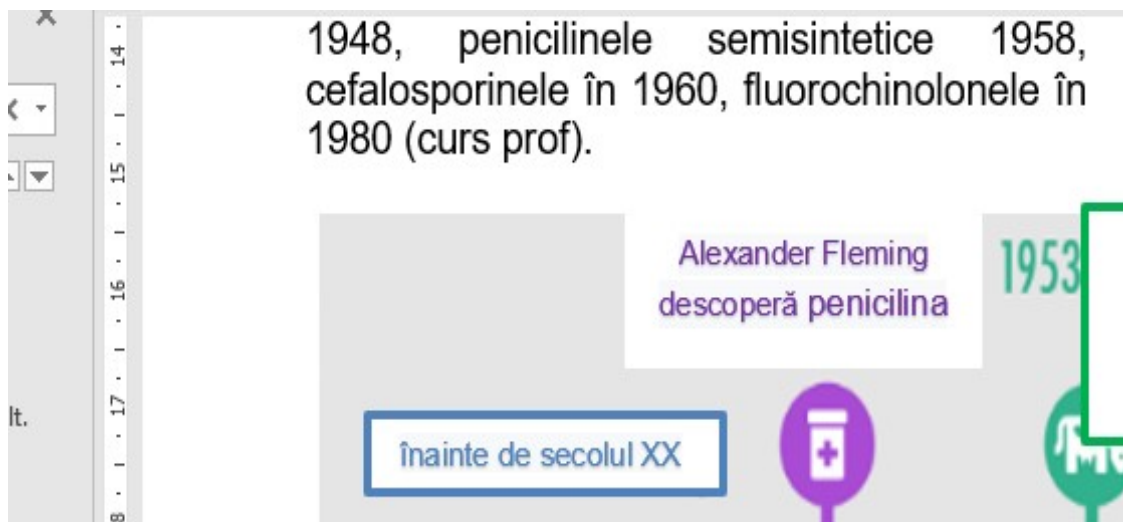 1948, penicilinele semisintetice 1958,
cefalosporinele în 1960, fluorochinolonele în
1980 (curs prof).
Alexander Fleming
descoperă penicilina
1953
înainte de secolul XX
lt.
14
15
16
17